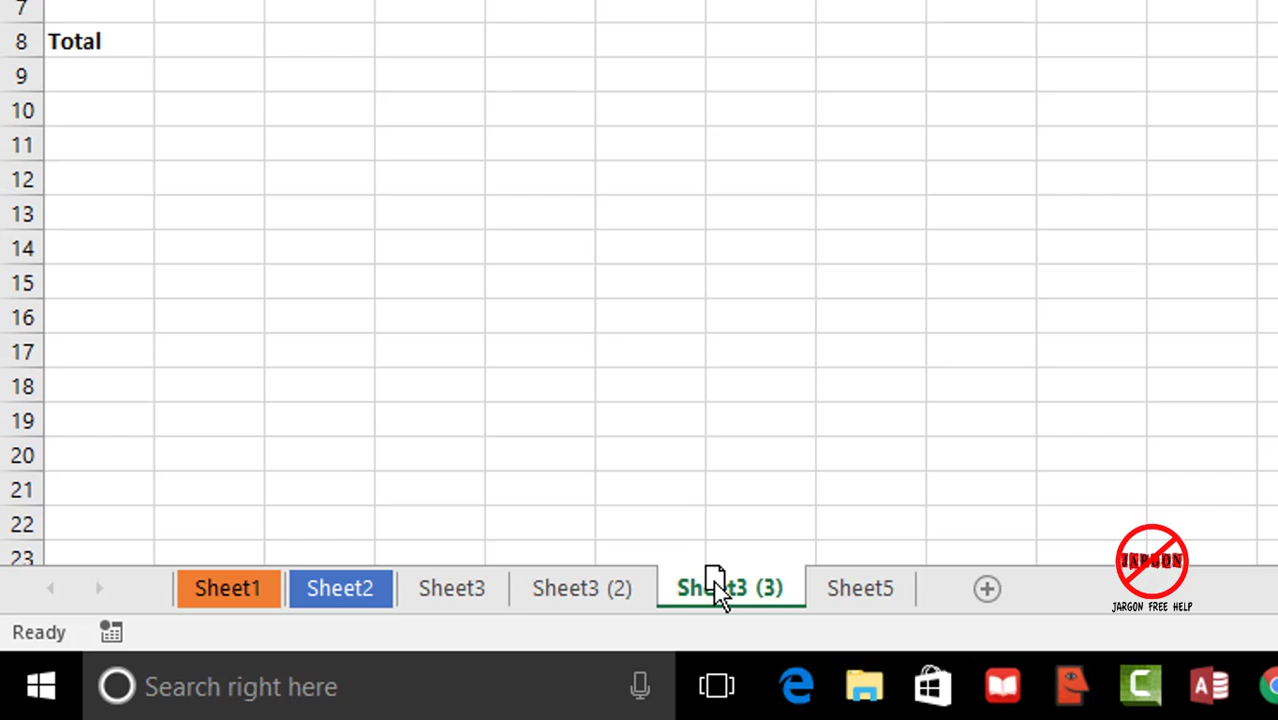 7
8 Total
9
10
11
12
13
14
15
16
17
18
19
20
21
22
23
Sheet1 Sheet2 Sheet3 Sheet3 (2) Sheet3 (3) Sheet5
JARGON
JARGON FREE HELP
Ready
Search right here